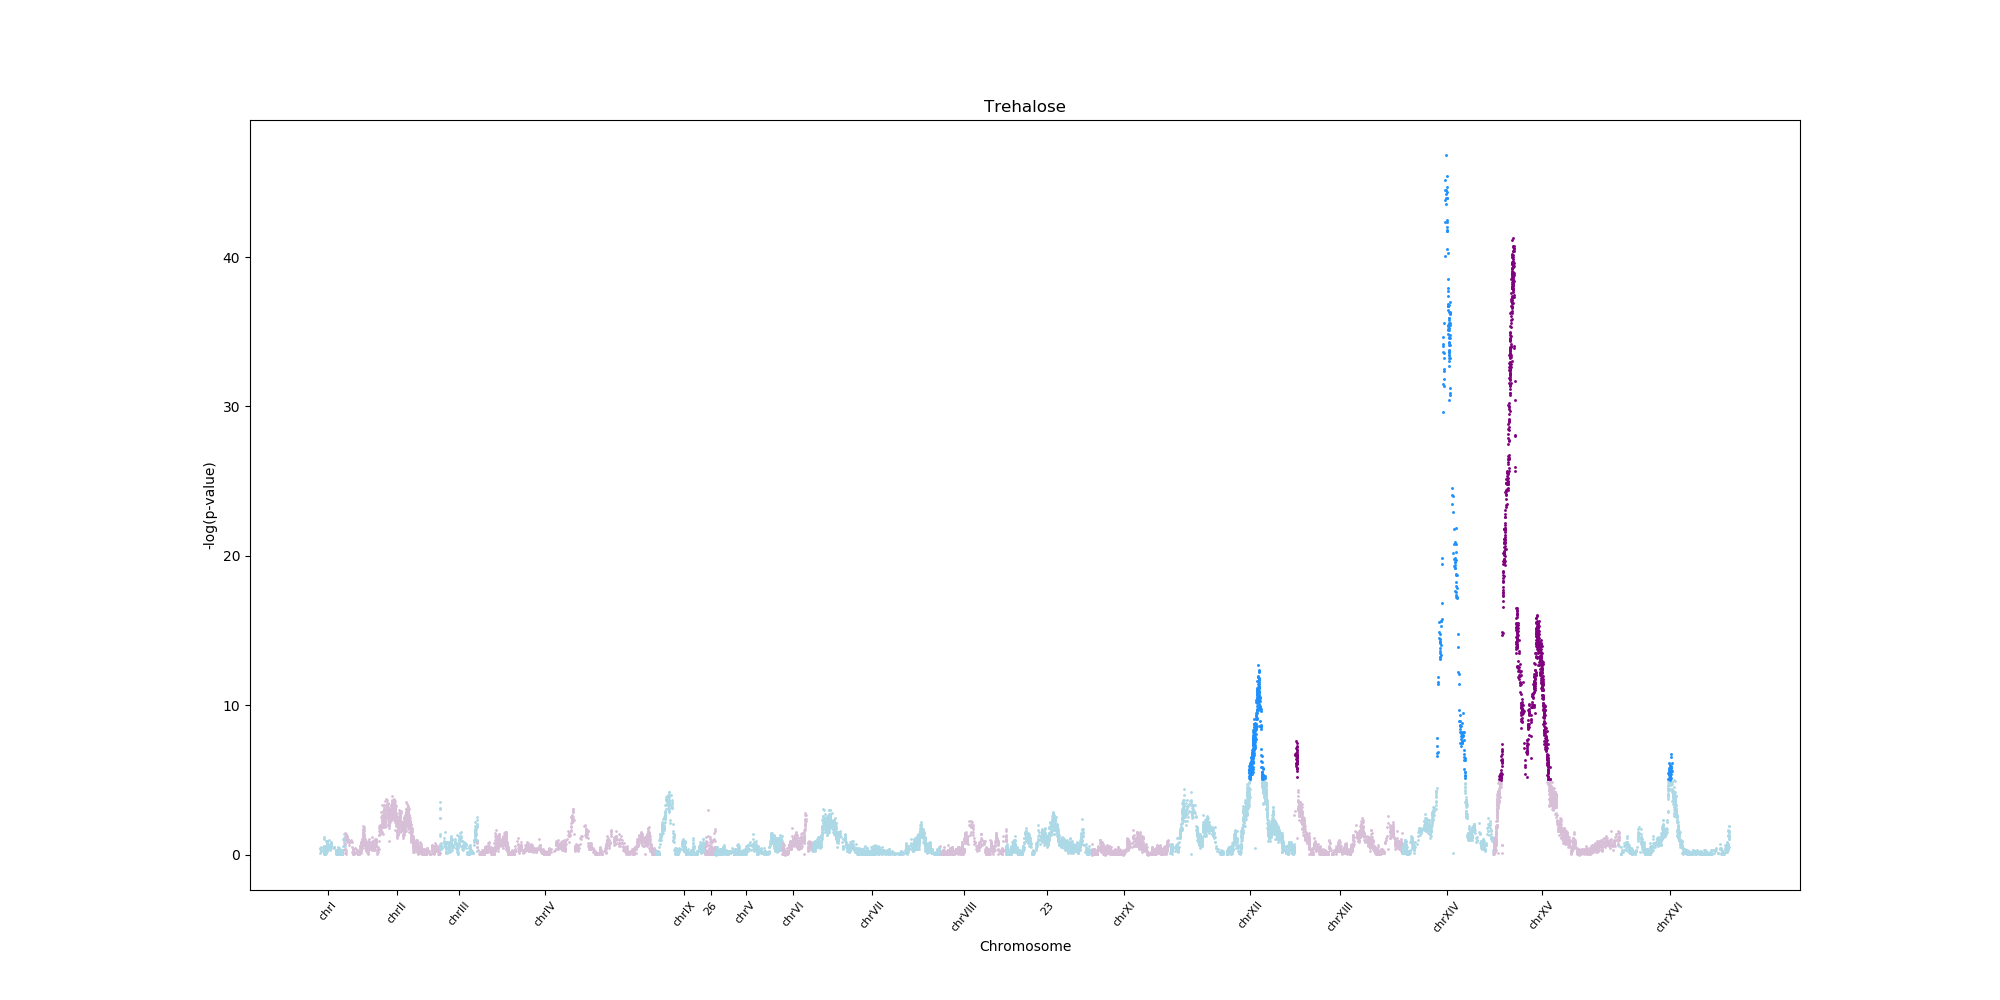 Trehalose
-log(p-value)
40
30
20
10
0
chrI
chrII
chrIII
chrIV
chrIX
26
chrV
chrVI
chrVII
chrVIII
23
chrXI
chrXII
chrXIII
chrXIV
chrXV
chrXVI
Chromosome